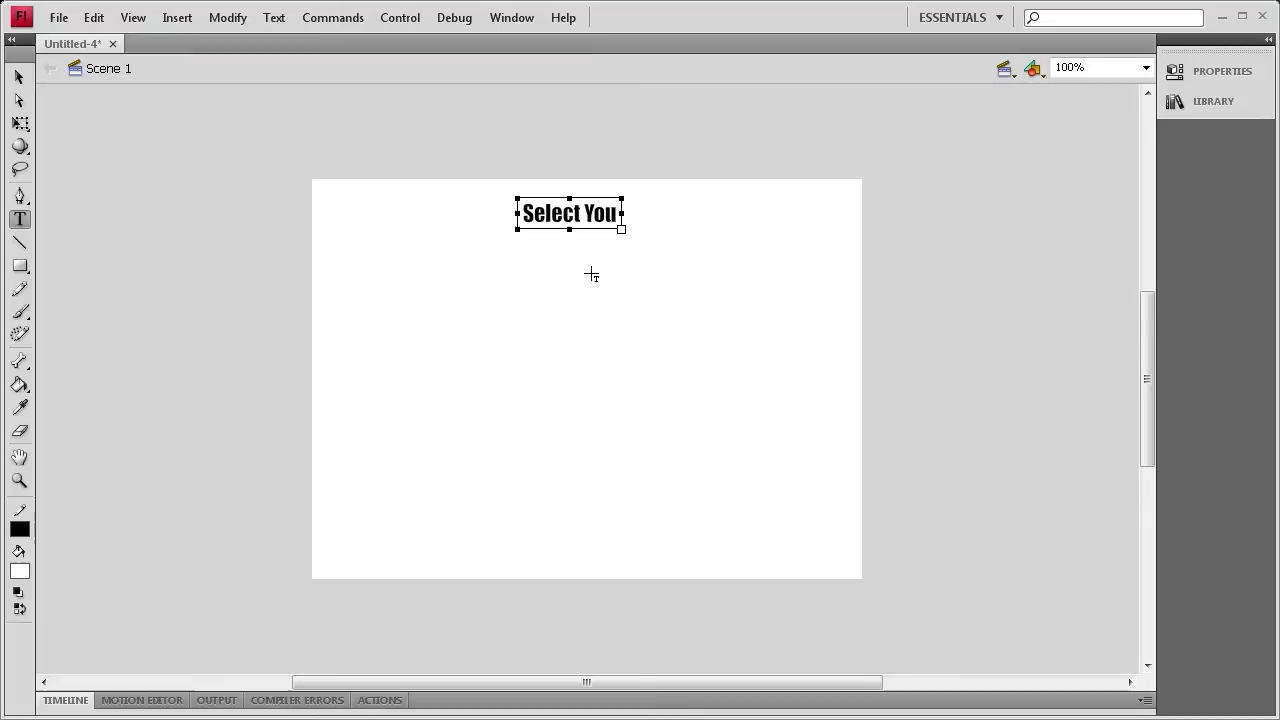 Fl File Edit View Insert Modify Text Commands Control Debug Window Help ESSENTIALS
Untitled-4*
Scene 1 100%
PROPERTIES
LIBRARY
Select You
T
TIMELINE MOTION EDITOR OUTPUT COMPILER ERRORS ACTIONS